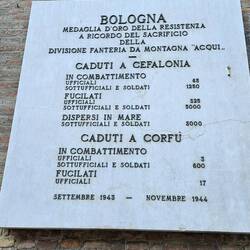 BOLOGNA
MEDAGLIA D'ORO DELLA RESISTENZA
A RICORDO DEL SACRIFICIO
DELLA
DIVISIONE FANTERIA DA MONTAGNA "ACQUI"
CADUTI A CEFALONIA
IN COMBATTIMENTO
UFFICIALI 65
SOTTUFFICIALI E SOLDATI 1250
FUCILATI
UFFICIALI 325
SOTTUFFICIALI E SOLDATI 5000
DISPERSI IN MARE
SOTTUFFICIALI E SOLDATI 3000
CADUTI A CORFÙ
IN COMBATTIMENTO
UFFICIALI 3
SOTTUFFICIALI E SOLDATI 600
FUCILATI
UFFICIALI 17
SETTEMBRE 1943 — NOVEMBRE 1944